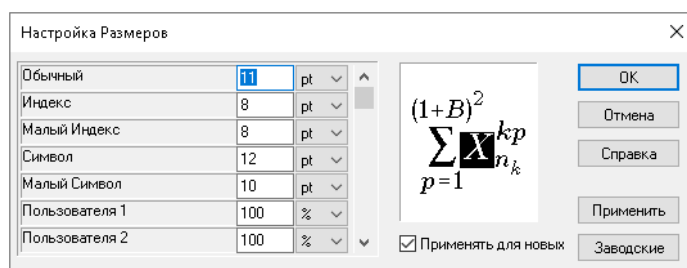 Настройка Размеров
Обычный 11 pt
Индекс 8 pt
Малый Индекс 8 pt
Символ 12 pt
Малый Символ 10 pt
Пользователя 1 100 %
Пользователя 2 100 %
(1+B)²
∑ X kp n k
p=1
Применять для новых
OK
Отмена
Справка
Применить
Заводские